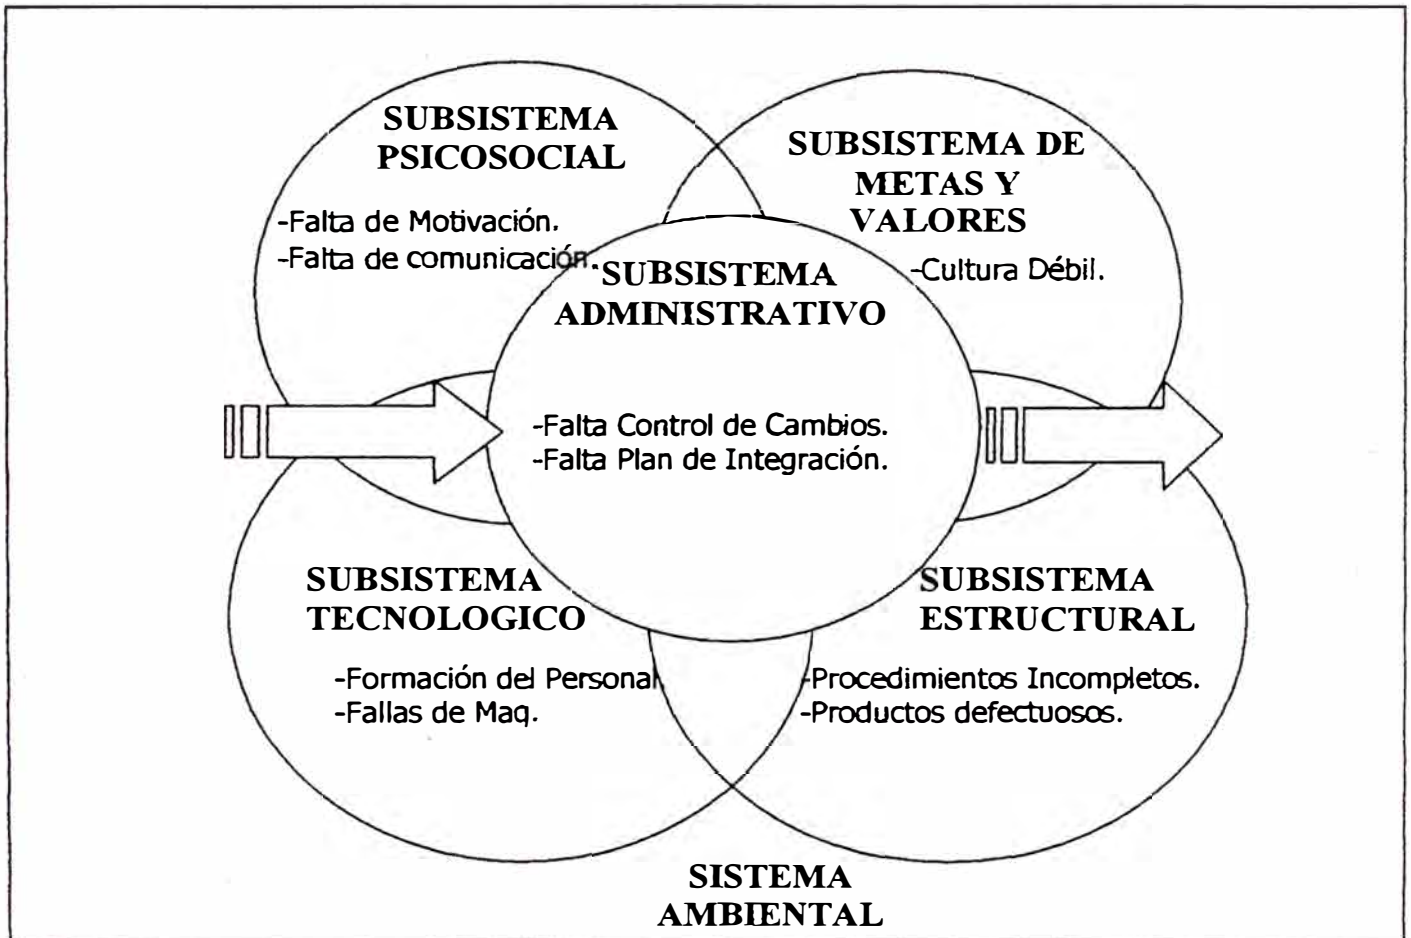 SUBSISTEMA
PSICOSOCIAL
-Falta de Motivación.
-Falta de comunicación.
SUBSISTEMA DE
METAS Y
VALORES
-Cultura Débil.
SUBSISTEMA
ADMINISTRATIVO
-Falta Control de Cambios.
-Falta Plan de Integración.
SUBSISTEMA
TECNOLOGICO
-Formación del Personal
-Fallas de Maq.
SUBSISTEMA
ESTRUCTURAL
-Procedimientos Incompletos.
-Productos defectuosos.
SISTEMA
AMBIENTAL